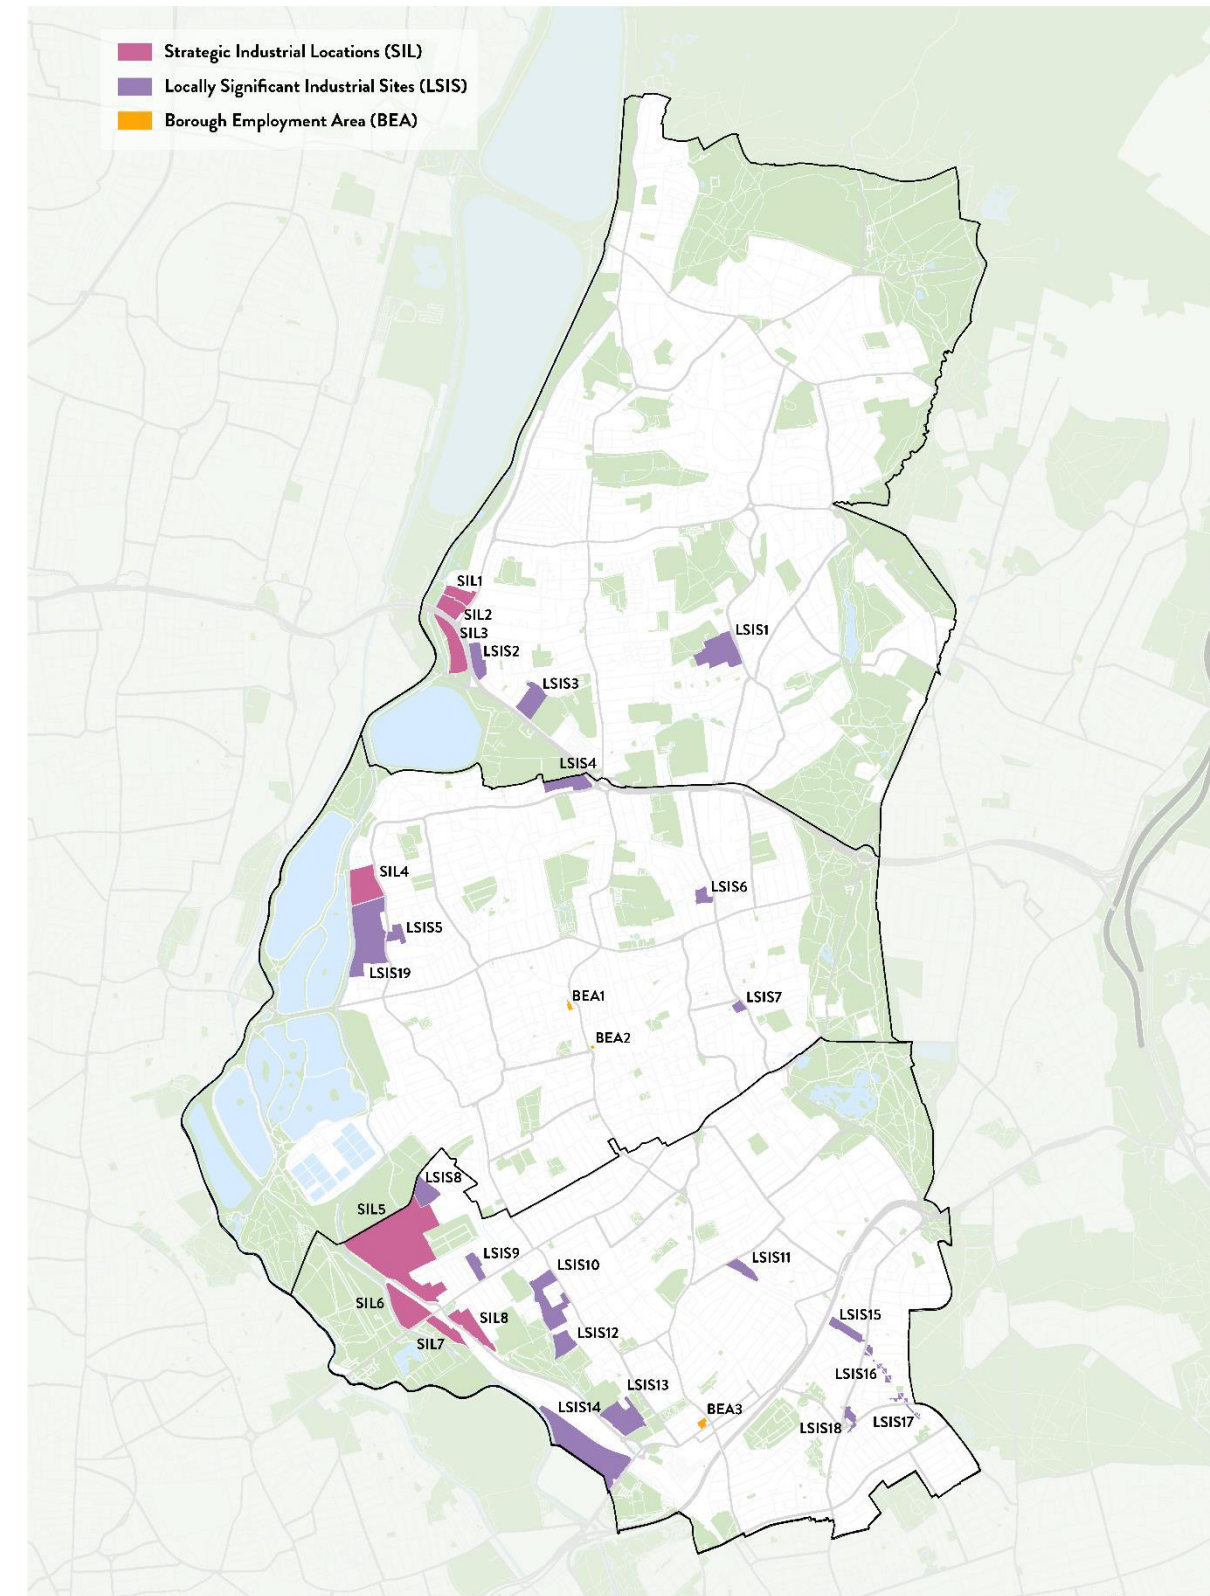 Strategic Industrial Locations (SIL)
Locally Significant Industrial Sites (LSIS)
Borough Employment Area (BEA)
SIL1
SIL2
SIL3
LSIS1
LSIS2
LSIS3
LSIS4
SIL4
LSIS6
LSIS5
LSIS19
BEA1
LSIS7
BEA2
LSIS8
SIL5
LSIS9
LSIS10
LSIS11
SIL6
SIL8
LSIS15
SIL7
LSIS12
LSIS16
LSIS13
LSIS14
BEA3
LSIS17
LSIS18